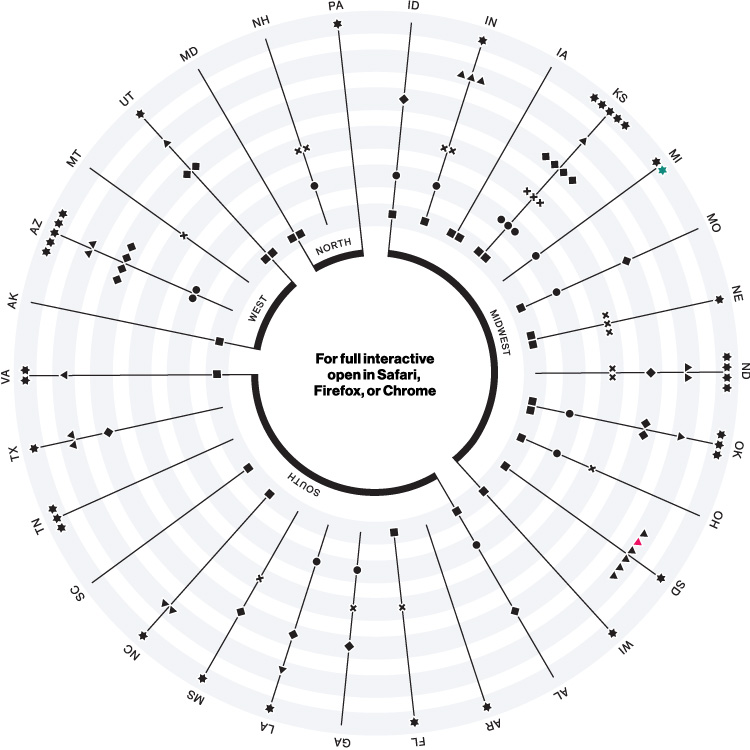 PA
ID
IN
IA
KS
MI
MO
NE
ND
OK
OH
SD
WI
AL
AR
FL
GA
LA
MS
NC
SC
TN
TX
VA
AK
AZ
MT
UT
MD
NH
NORTH
MIDWEST
SOUTH
WEST
For full interactive
open in Safari,
Firefox, or Chrome